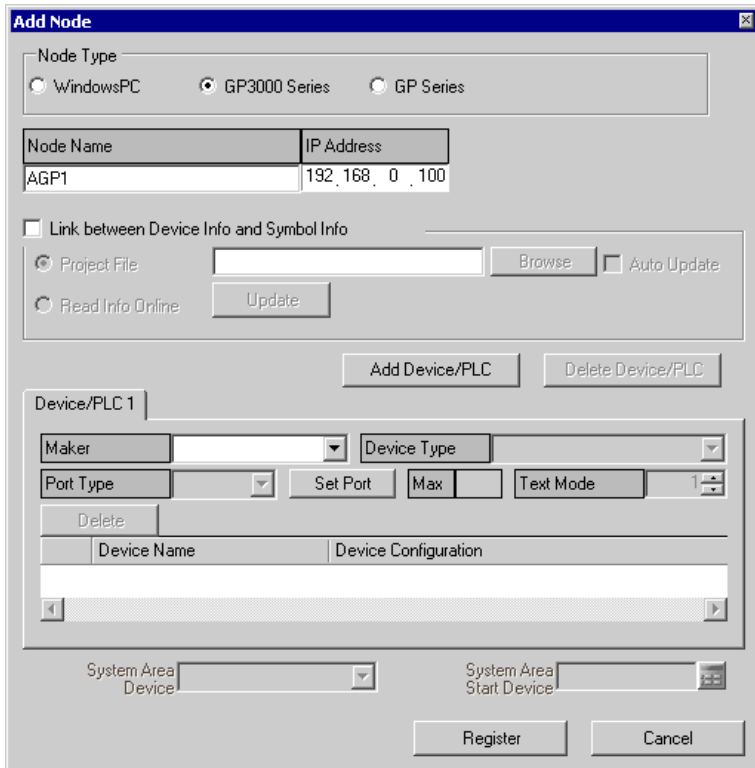 Add Node
Node Type
WindowsPC GP3000 Series GP Series
Node Name IP Address
AGP1 192.168. 0 .100
Link between Device Info and Symbol Info
Project File Browse Auto Update
Read Info Online Update
Add Device/PLC Delete Device/PLC
Device/PLC 1
Maker Device Type
Port Type Set Port Max Text Mode 1
Delete
Device Name Device Configuration
System Area Device System Area Start Device
Register Cancel